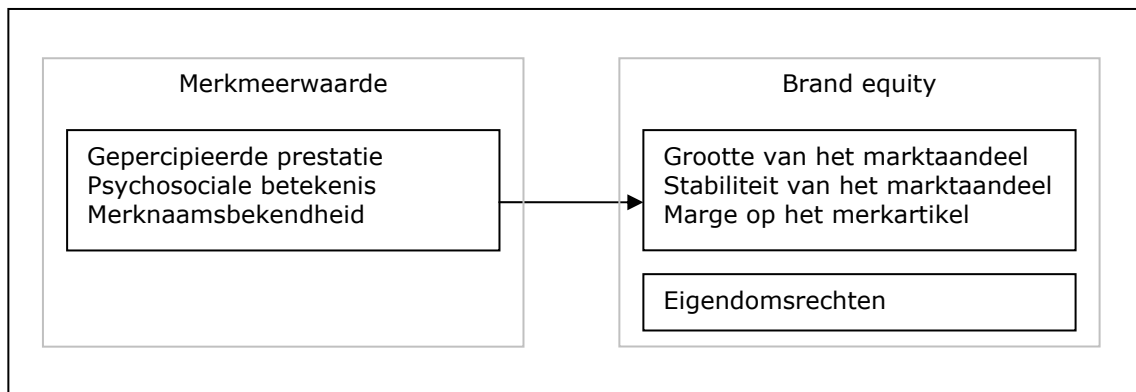 Merkmeerwaarde
Gepercipieerde prestatie
Psychosociale betekenis
Merknaamsbekendheid
Brand equity
Grootte van het marktaandeel
Stabiliteit van het marktaandeel
Marge op het merkartikel
Eigendomsrechten